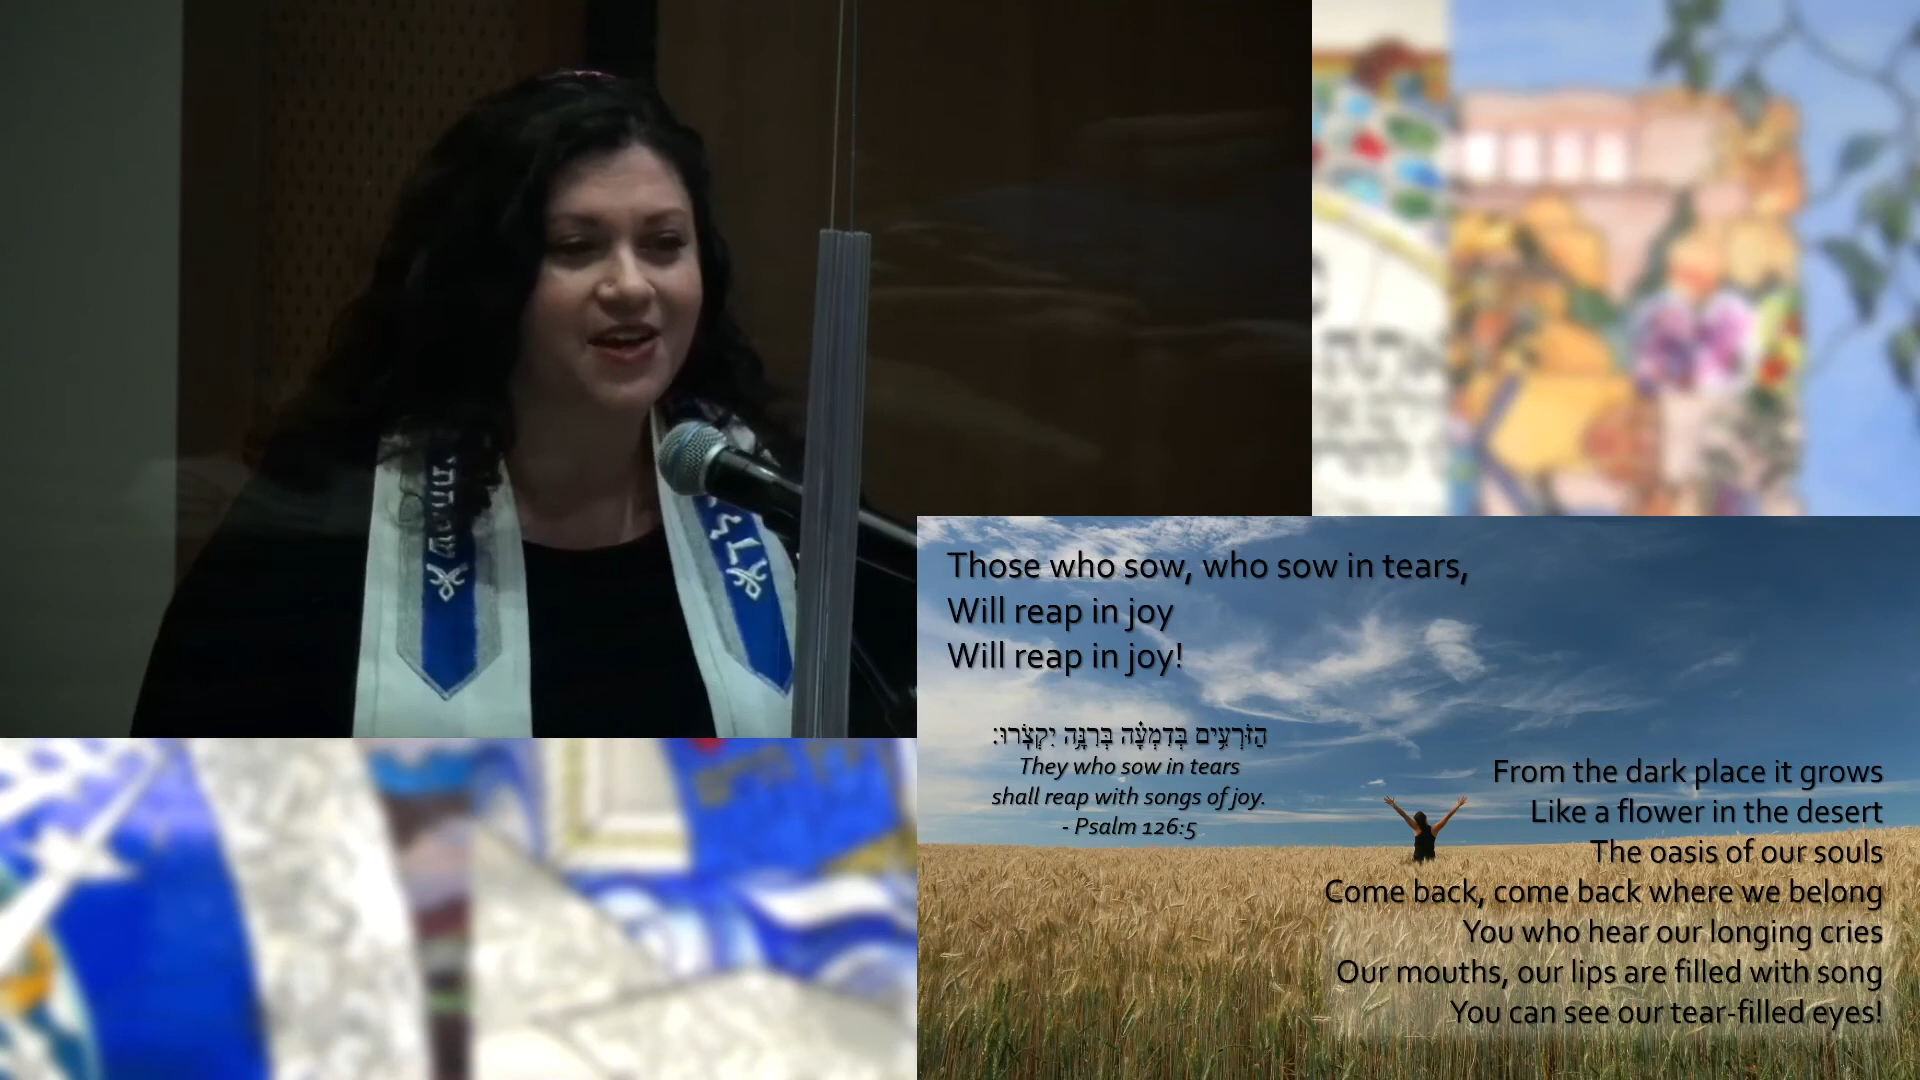 Those who sow, who sow in tears,
Will reap in joy
Will reap in joy!
הַזֹּרְעִ֥ים בְּדִמְעָ֗ה בְּרִנָּ֥ה יִקְצֹֽרוּ׃
They who sow in tears
shall reap with songs of joy.
- Psalm 126:5
From the dark place it grows
Like a flower in the desert
The oasis of our souls
Come back, come back where we belong
You who hear our longing cries
Our mouths, our lips are filled with song
You can see our tear-filled eyes!